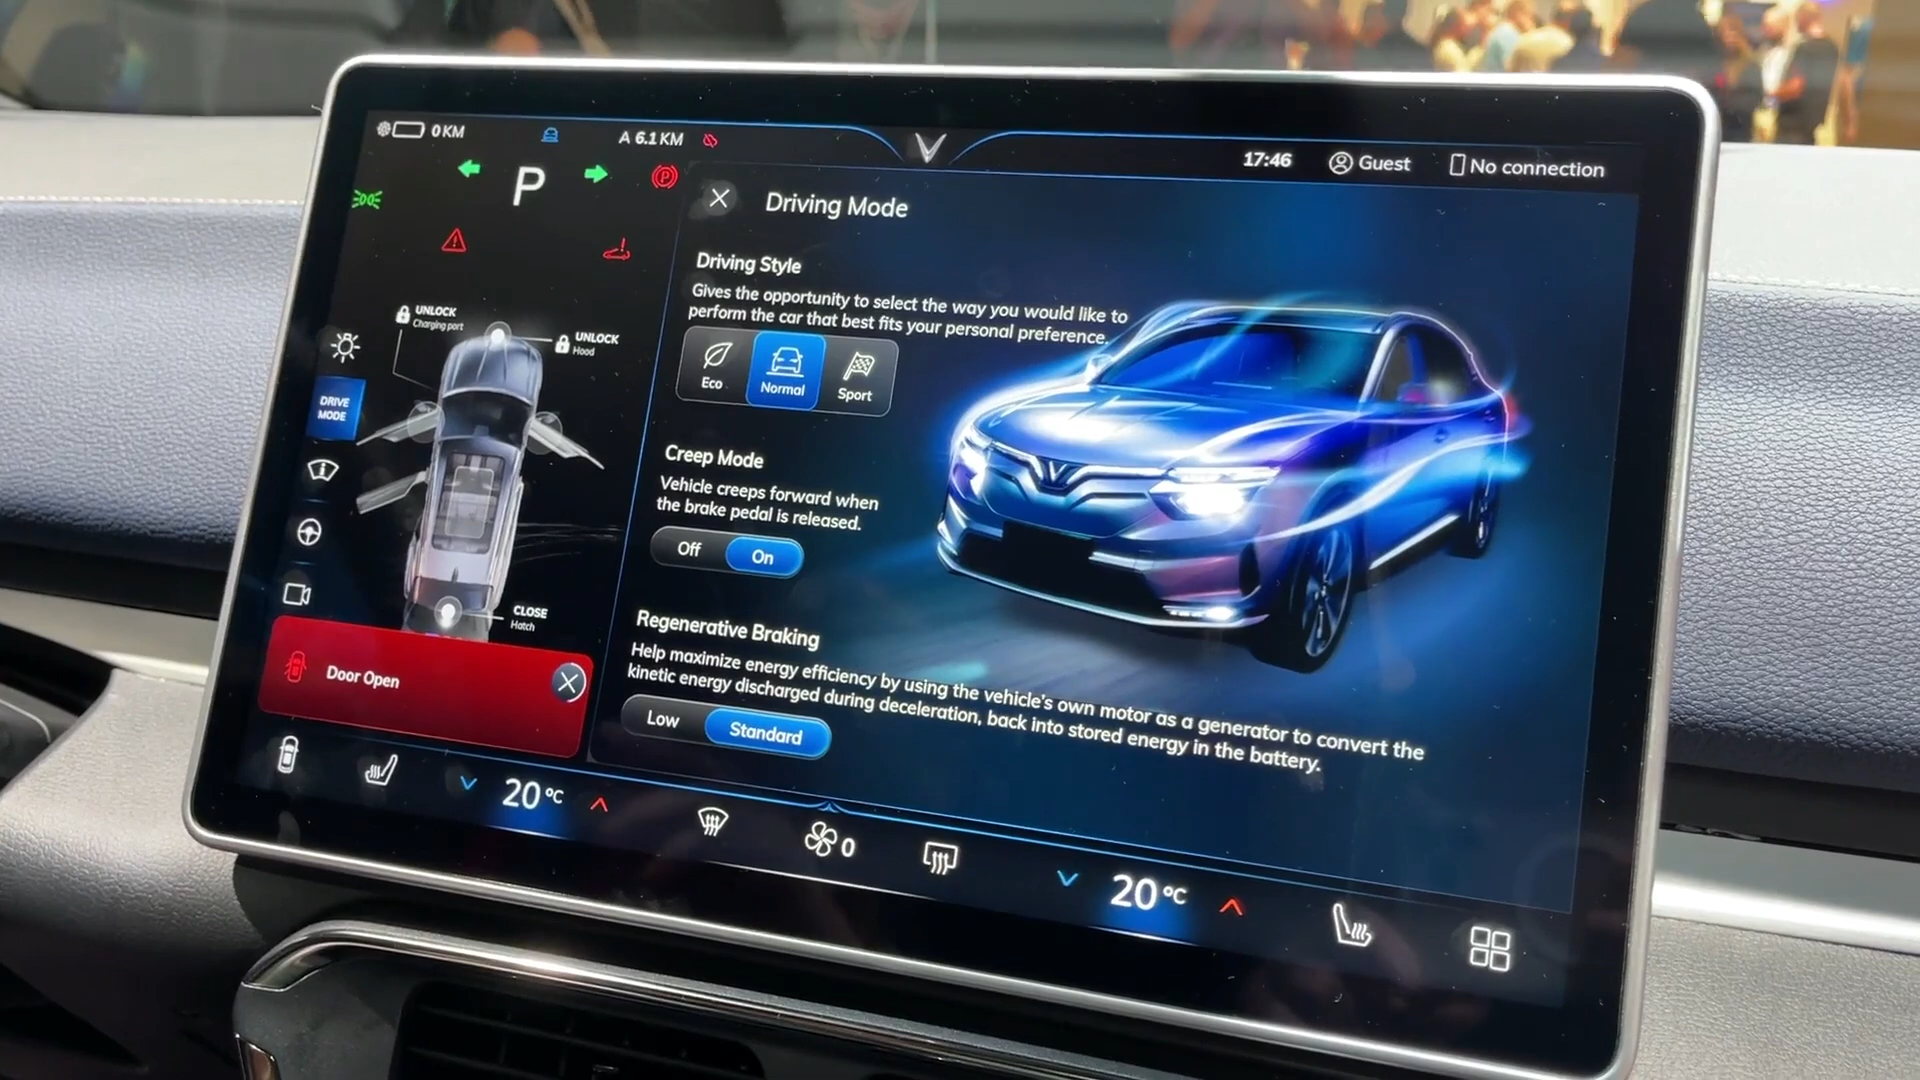 0 KM
A 6.1 KM
17:46
Guest
No connection
P
Driving Mode
Driving Style
Gives the opportunity to select the way you would like to
perform the car that best fits your personal preference.
Eco
Normal
Sport
Creep Mode
Vehicle creeps forward when
the brake pedal is released.
Off
On
Regenerative Braking
Help maximize energy efficiency by using the vehicle's own motor as a generator to convert the
kinetic energy discharged during deceleration, back into stored energy in the battery.
Low
Standard
UNLOCK
Charging port
UNLOCK
Hood
DRIVE
MODE
CLOSE
Hatch
Door Open
20 °C
0
20 °C